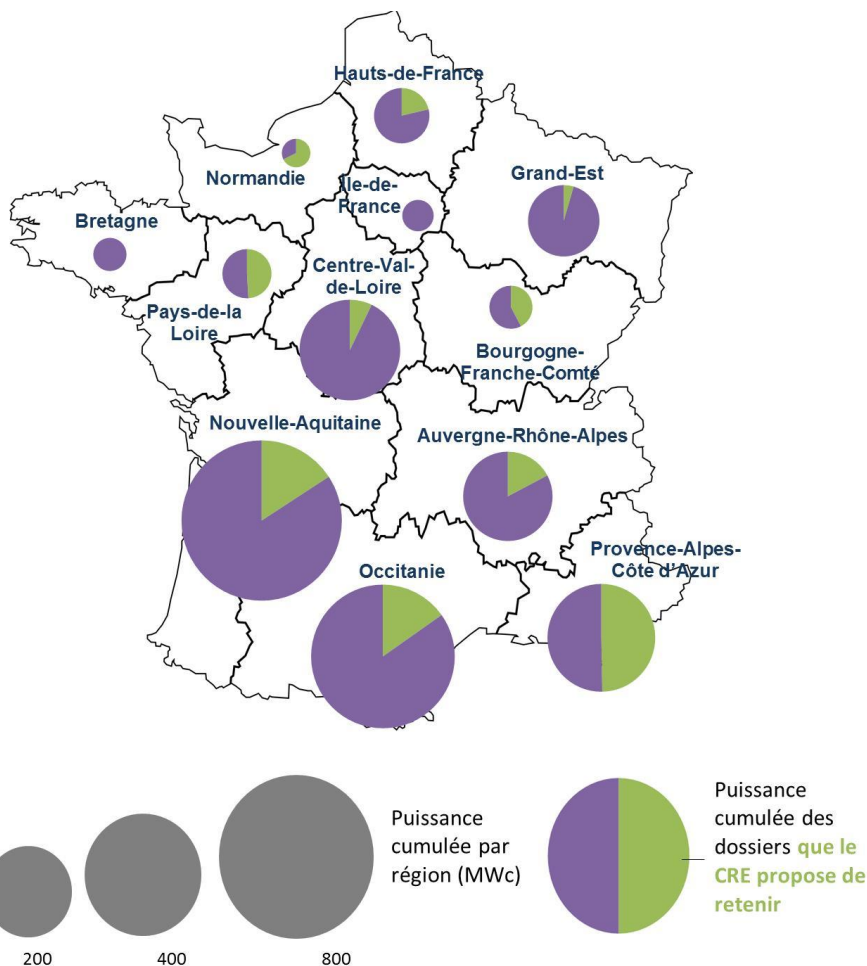 Hauts-de-France
Normandie
Ile-de-
France
Grand-Est
Bretagne
Centre-Val-
de-Loire
Pays-de-la
Loire
Bourgogne-
Franche-Comté
Nouvelle-Aquitaine
Auvergne-Rhône-Alpes
Provence-Alpes-
Côte d'Azur
Occitanie
Puissance
cumulée par
région (MWc)
200
400
800
Puissance
cumulée des
dossiers que le
CRE propose de
retenir